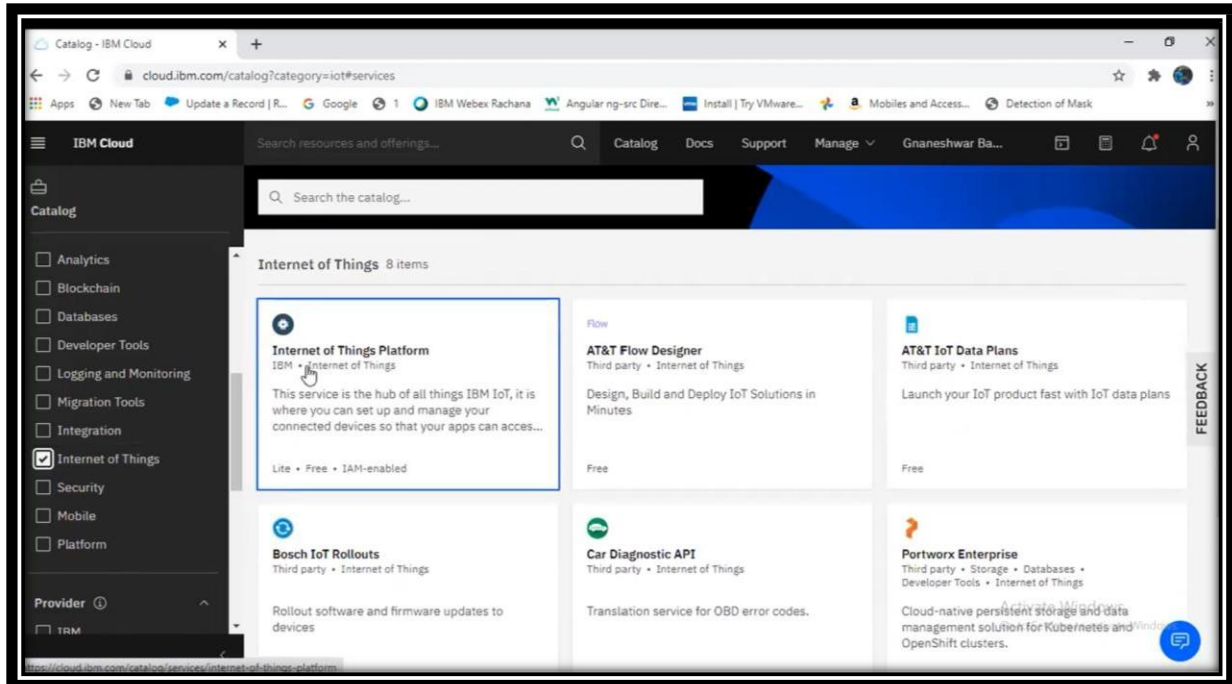 Catalog - IBM Cloud
cloud.ibm.com/catalog?category=iot#services
Apps New Tab Update a Record | R... Google 1 IBM Webex Rachana Angular ng-src Dire... Install | Try VMware... Mobiles and Access... Detection of Mask
IBM Cloud
Search resources and offerings...
Catalog Docs Support Manage Gnaneshwar Ba...
Catalog
Search the catalog...
Analytics
Blockchain
Databases
Developer Tools
Logging and Monitoring
Migration Tools
Integration
Internet of Things
Security
Mobile
Platform
Provider
IBM
Internet of Things 8 items
Internet of Things Platform
IBM • Internet of Things
This service is the hub of all things IBM IoT, it is
where you can set up and manage your
connected devices so that your apps can acces...
Lite • Free • IAM-enabled
Flow
AT&T Flow Designer
Third party • Internet of Things
Design, Build and Deploy IoT Solutions in
Minutes
Free
AT&T IoT Data Plans
Third party • Internet of Things
Launch your IoT product fast with IoT data plans
Free
Bosch IoT Rollouts
Third party • Internet of Things
Rollout software and firmware updates to
devices
Car Diagnostic API
Third party • Internet of Things
Translation service for OBD error codes.
Portworx Enterprise
Third party • Storage • Databases •
Developer Tools • Internet of Things
Cloud-native persistent storage and data
management solution for Kubernetes and
OpenShift clusters.
Activate Windows
FEEDBACK
https://cloud.ibm.com/catalog/services/internet-of-things-platform